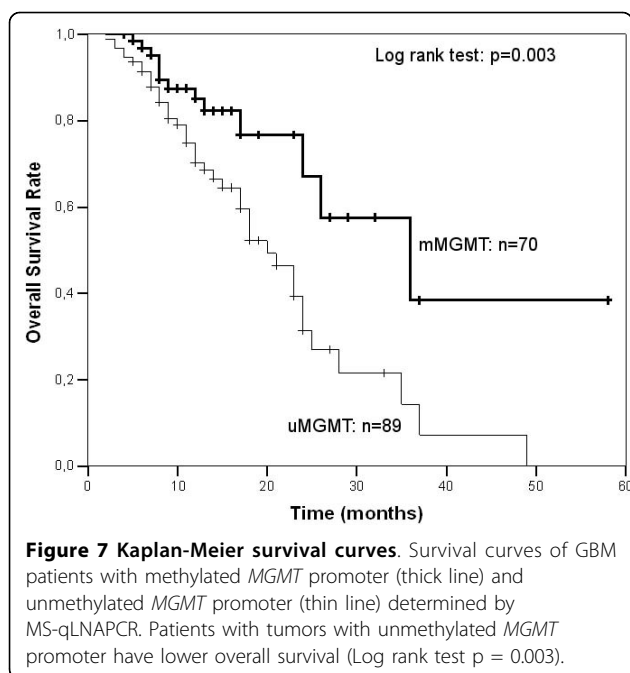 1,0
Log rank test: p=0.003
0,8
0,6
mMGMT: n=70
0,4
0,2
uMGMT: n=89
0,0
Overall Survival Rate
0 10 20 30 40 50 60
Time (months)
Figure 7 Kaplan-Meier survival curves. Survival curves of GBM
patients with methylated MGMT promoter (thick line) and
unmethylated MGMT promoter (thin line) determined by
MS-qLNAPCR. Patients with tumors with unmethylated MGMT
promoter have lower overall survival (Log rank test p = 0.003).